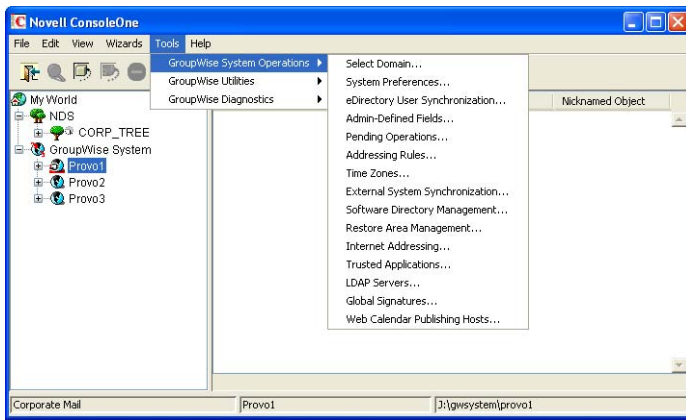 Novell ConsoleOne
File Edit View Wizards Tools Help
GroupWise System Operations
GroupWise Utilities
GroupWise Diagnostics
Select Domain...
System Preferences...
eDirectory User Synchronization...
Admin-Defined Fields...
Pending Operations...
Addressing Rules...
Time Zones...
External System Synchronization...
Software Directory Management...
Restore Area Management...
Internet Addressing...
Trusted Applications...
LDAP Servers...
Global Signatures...
Web Calendar Publishing Hosts...
Nicknamed Object
My World
NDS
CORP_TREE
GroupWise System
Provo1
Provo2
Provo3
Corporate Mail
Provo1
J:\gwsystem\provo1